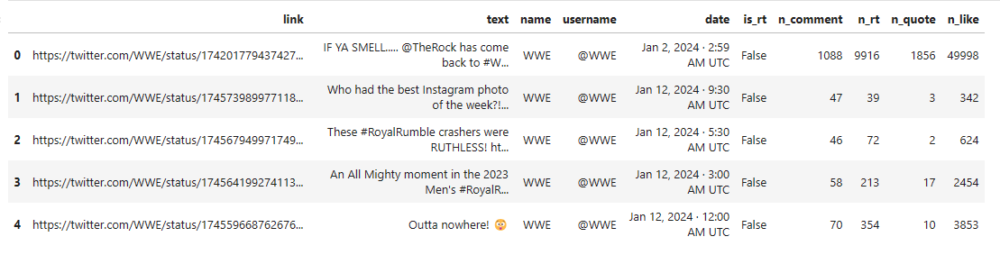 link text name username date is_rt n_comment n_rt n_quote n_like
0 https://twitter.com/WWE/status/174201779437427... IF YA SMELL..... @TheRock has come back to #W... WWE @WWE Jan 2, 2024 · 2:59 AM UTC False 1088 9916 1856 49998
1 https://twitter.com/WWE/status/174573989977118... Who had the best Instagram photo of the week?!... WWE @WWE Jan 12, 2024 · 9:30 AM UTC False 47 39 3 342
2 https://twitter.com/WWE/status/174567949971749... These #RoyalRumble crashers were RUTHLESS! ht... WWE @WWE Jan 12, 2024 · 5:30 AM UTC False 46 72 2 624
3 https://twitter.com/WWE/status/174564199274113... An All Mighty moment in the 2023 Men's #RoyalR... WWE @WWE Jan 12, 2024 · 3:00 AM UTC False 58 213 17 2454
4 https://twitter.com/WWE/status/174559668762676... Outta nowhere! 😳 WWE @WWE Jan 12, 2024 · 12:00 AM UTC False 70 354 10 3853